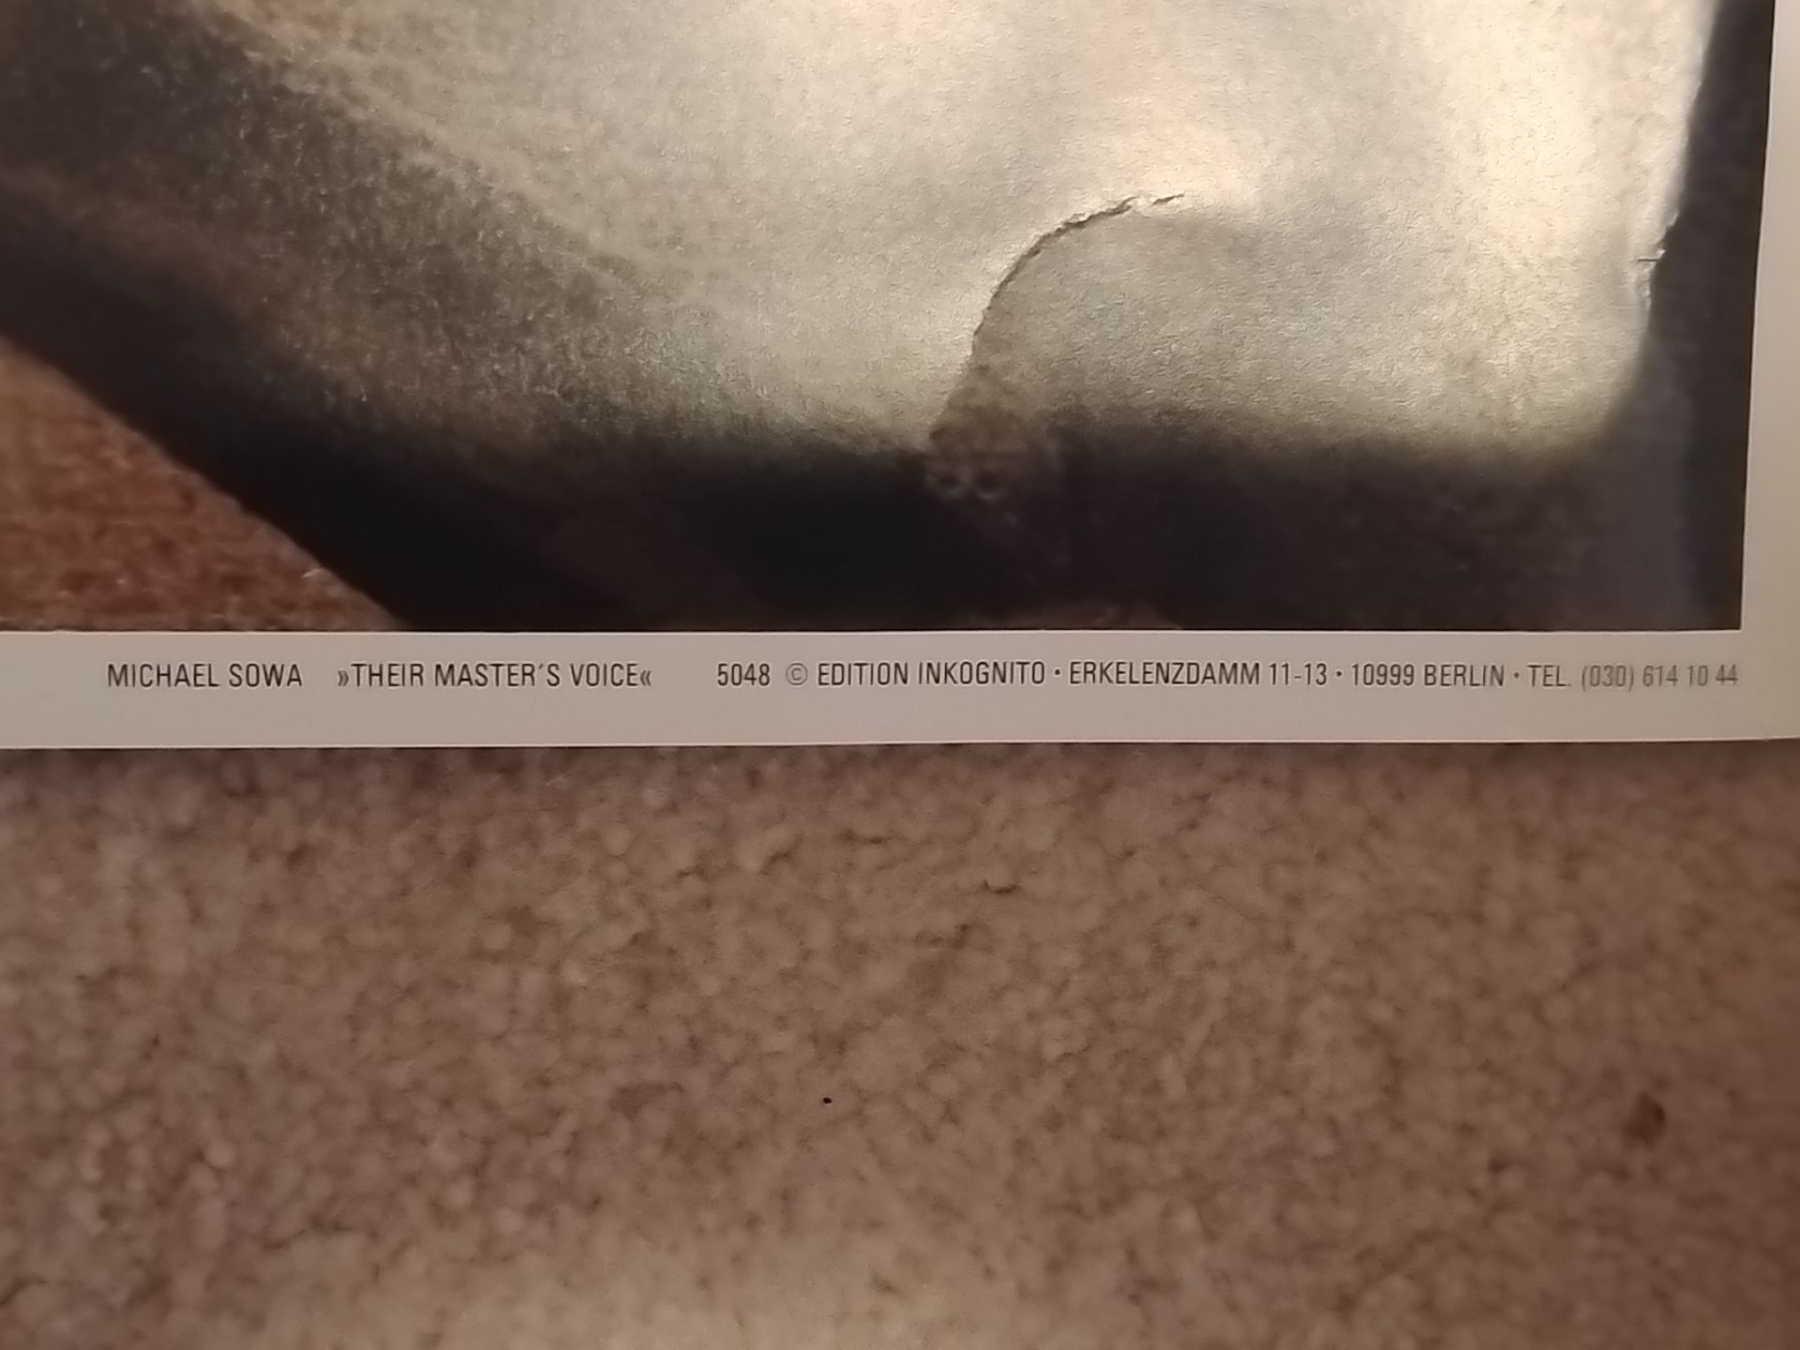 MICHAEL SOWA »THEIR MASTER´S VOICE« 5048 © EDITION INKOGNITO · ERKELENZDAMM 11-13 · 10999 BERLIN · TEL. (030) 614 10 44